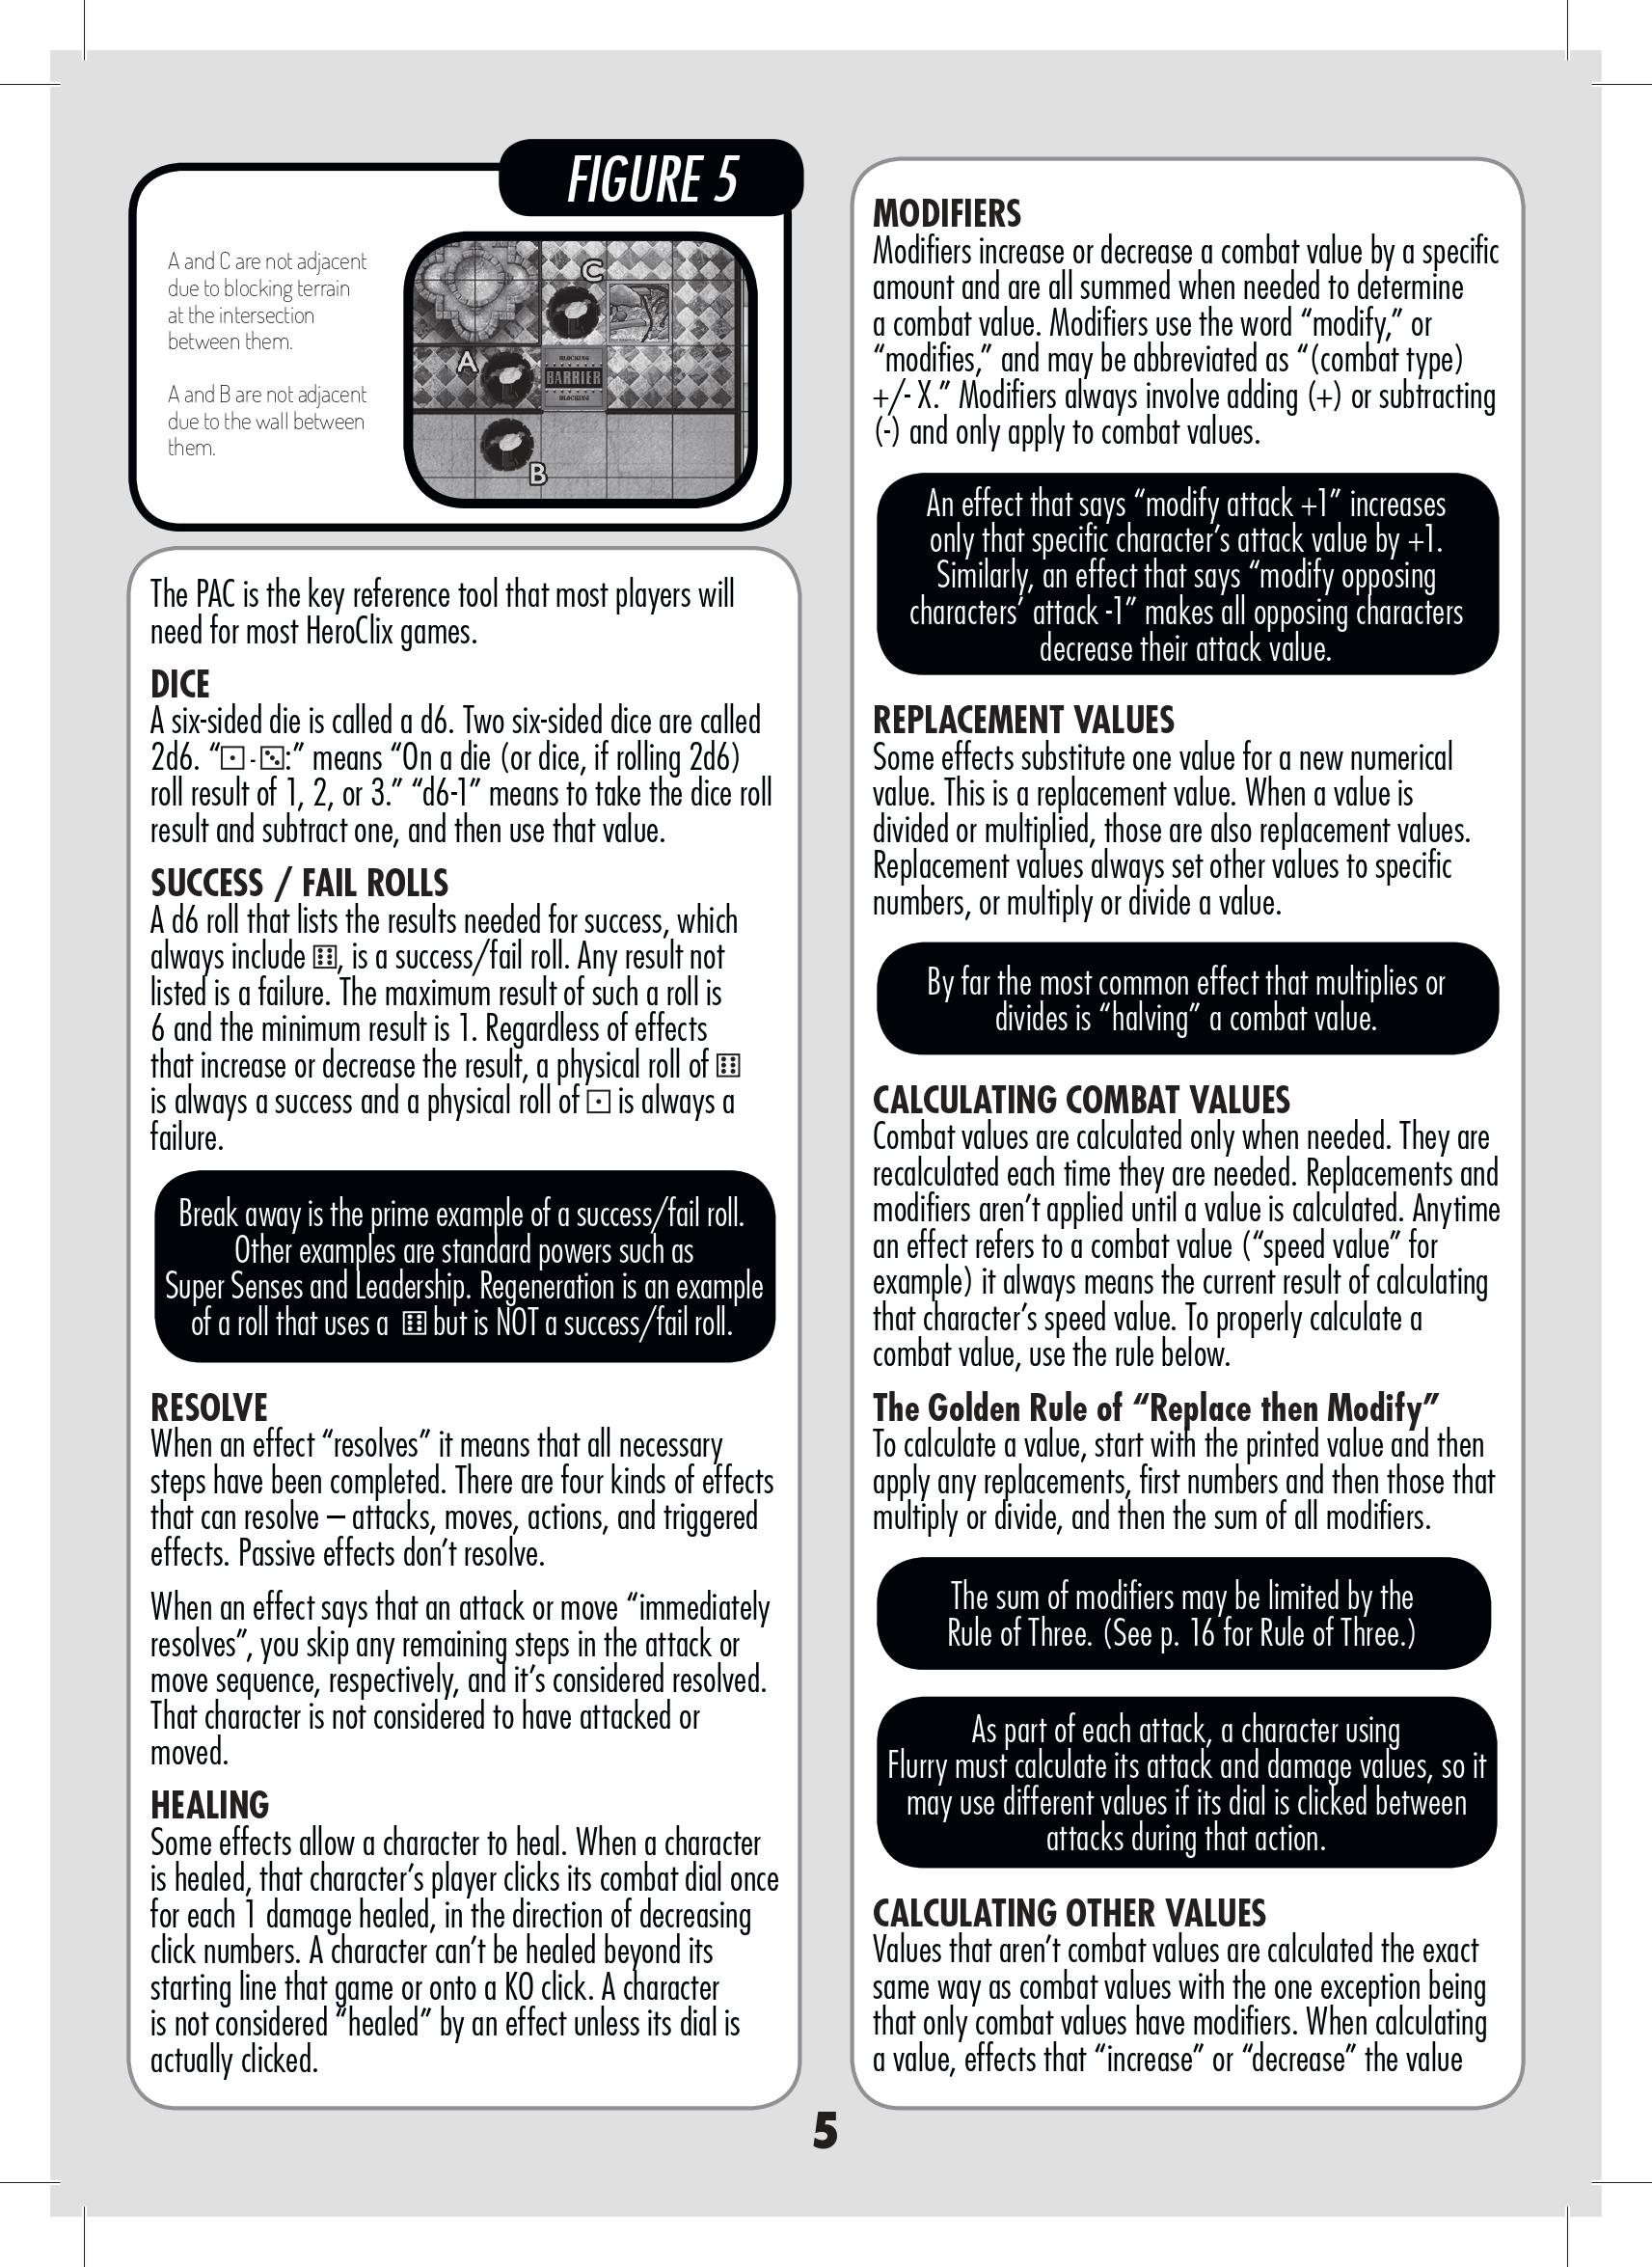 FIGURE 5
A and C are not adjacent
due to blocking terrain
at the intersection
between them.
A and B are not adjacent
due to the wall between
them.
C
A
BLOCKING
BARRIER
BLOCKING
B
The PAC is the key reference tool that most players will
need for most HeroClix games.
DICE
A six-sided die is called a d6. Two six-sided dice are called
2d6. “⚀-⚂:” means “On a die (or dice, if rolling 2d6)
roll result of 1, 2, or 3.” “d6-1” means to take the dice roll
result and subtract one, and then use that value.
SUCCESS / FAIL ROLLS
A d6 roll that lists the results needed for success, which
always include ⚅, is a success/fail roll. Any result not
listed is a failure. The maximum result of such a roll is
6 and the minimum result is 1. Regardless of effects
that increase or decrease the result, a physical roll of ⚅
is always a success and a physical roll of ⚀ is always a
failure.
Break away is the prime example of a success/fail roll.
Other examples are standard powers such as
Super Senses and Leadership. Regeneration is an example
of a roll that uses a ⚅ but is NOT a success/fail roll.
RESOLVE
When an effect “resolves” it means that all necessary
steps have been completed. There are four kinds of effects
that can resolve – attacks, moves, actions, and triggered
effects. Passive effects don’t resolve.
When an effect says that an attack or move “immediately
resolves”, you skip any remaining steps in the attack or
move sequence, respectively, and it’s considered resolved.
That character is not considered to have attacked or
moved.
HEALING
Some effects allow a character to heal. When a character
is healed, that character’s player clicks its combat dial once
for each 1 damage healed, in the direction of decreasing
click numbers. A character can’t be healed beyond its
starting line that game or onto a KO click. A character
is not considered “healed” by an effect unless its dial is
actually clicked.
MODIFIERS
Modifiers increase or decrease a combat value by a specific
amount and are all summed when needed to determine
a combat value. Modifiers use the word “modify,” or
“modifies,” and may be abbreviated as “(combat type)
+/- X.” Modifiers always involve adding (+) or subtracting
(-) and only apply to combat values.
An effect that says “modify attack +1” increases
only that specific character’s attack value by +1.
Similarly, an effect that says “modify opposing
characters’ attack -1” makes all opposing characters
decrease their attack value.
REPLACEMENT VALUES
Some effects substitute one value for a new numerical
value. This is a replacement value. When a value is
divided or multiplied, those are also replacement values.
Replacement values always set other values to specific
numbers, or multiply or divide a value.
By far the most common effect that multiplies or
divides is “halving” a combat value.
CALCULATING COMBAT VALUES
Combat values are calculated only when needed. They are
recalculated each time they are needed. Replacements and
modifiers aren’t applied until a value is calculated. Anytime
an effect refers to a combat value (“speed value” for
example) it always means the current result of calculating
that character’s speed value. To properly calculate a
combat value, use the rule below.
The Golden Rule of “Replace then Modify”
To calculate a value, start with the printed value and then
apply any replacements, first numbers and then those that
multiply or divide, and then the sum of all modifiers.
The sum of modifiers may be limited by the
Rule of Three. (See p. 16 for Rule of Three.)
As part of each attack, a character using
Flurry must calculate its attack and damage values, so it
may use different values if its dial is clicked between
attacks during that action.
CALCULATING OTHER VALUES
Values that aren’t combat values are calculated the exact
same way as combat values with the one exception being
that only combat values have modifiers. When calculating
a value, effects that “increase” or “decrease” the value
5